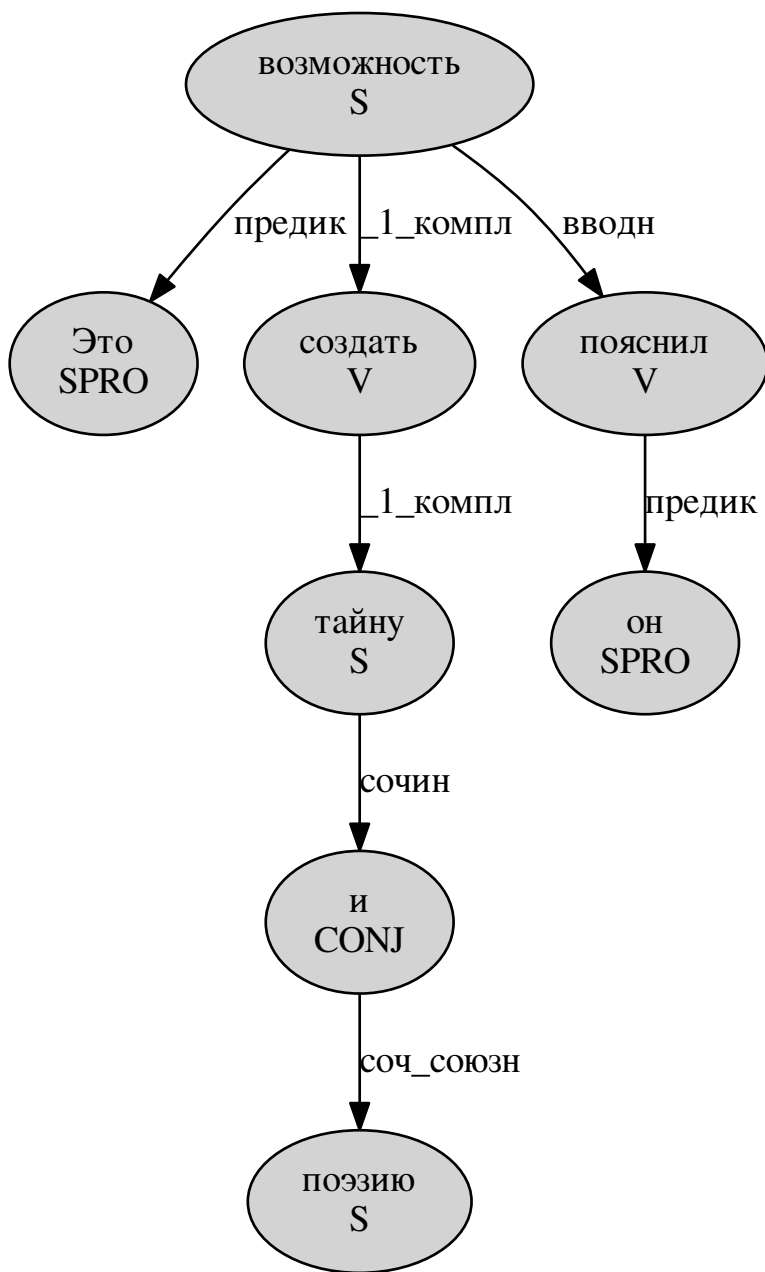 возможность
S
предик
_1_компл
вводн
Это
SPRO
создать
V
пояснил
V
_1_компл
предик
тайну
S
он
SPRO
сочин
и
CONJ
соч_союзн
поэзию
S